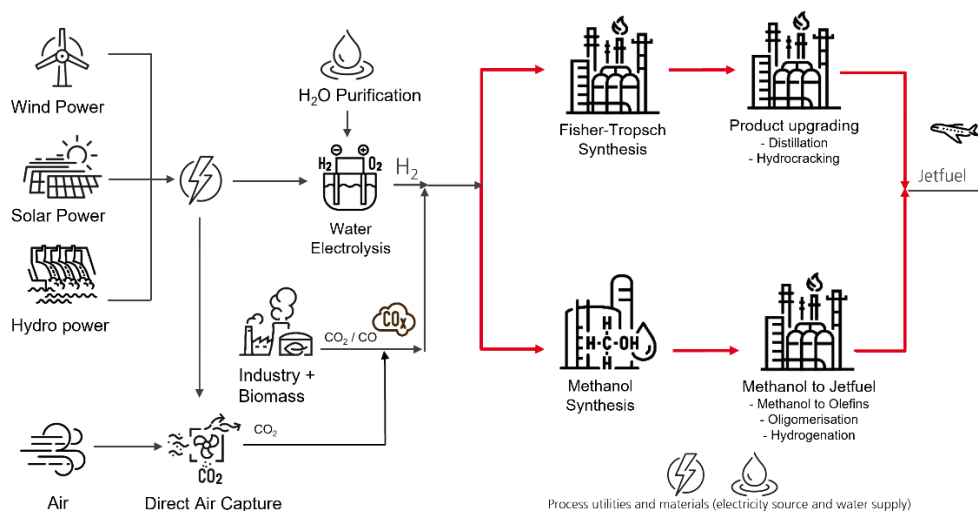 Wind Power
Solar Power
Hydro power
Air
H₂O Purification
H₂ O₂
Water
Electrolysis
H₂
Industry +
Biomass
CO₂ / CO
COx
CO₂
CO₂
Direct Air Capture
Fisher-Tropsch
Synthesis
Product upgrading
- Distillation
- Hydrocracking
Jetfuel
H
H-C-OH
H
Methanol
Synthesis
Methanol to Jetfuel
- Methanol to Olefins
- Oligomerisation
- Hydrogenation
Process utilities and materials (electricity source and water supply)